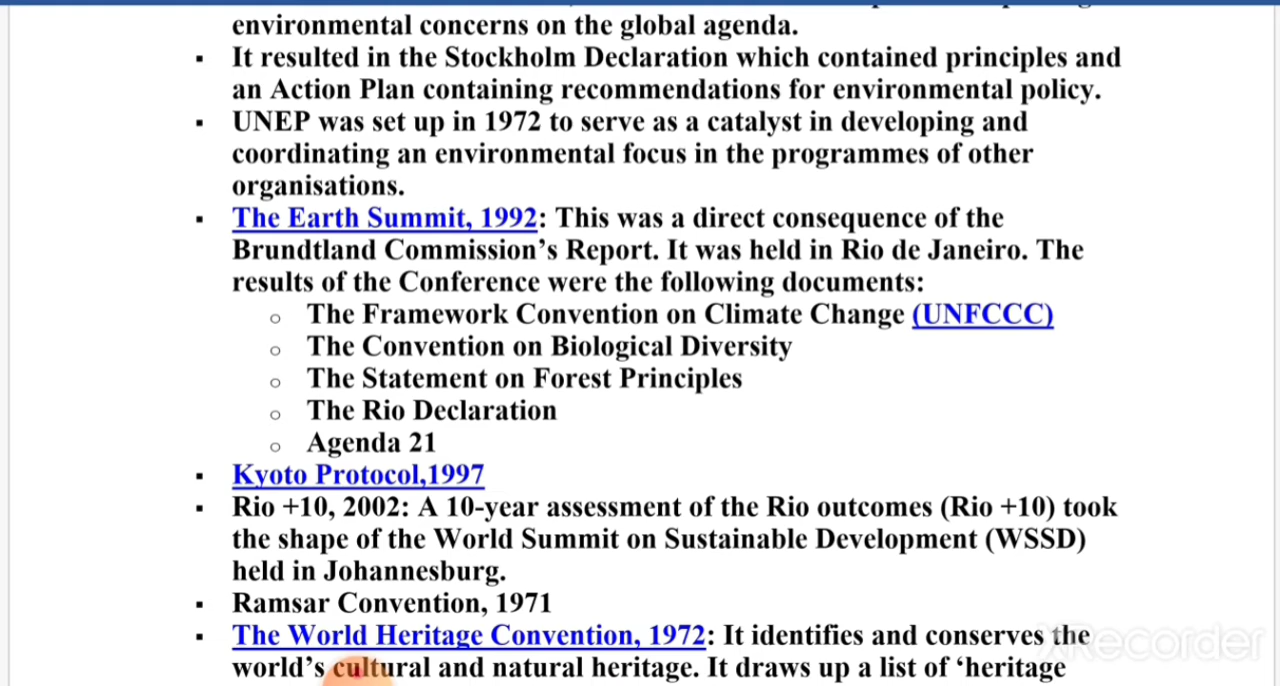 environmental concerns on the global agenda.
▪ It resulted in the Stockholm Declaration which contained principles and
an Action Plan containing recommendations for environmental policy.
▪ UNEP was set up in 1972 to serve as a catalyst in developing and
coordinating an environmental focus in the programmes of other
organisations.
▪ The Earth Summit, 1992: This was a direct consequence of the
Brundtland Commission’s Report. It was held in Rio de Janeiro. The
results of the Conference were the following documents:
o The Framework Convention on Climate Change (UNFCCC)
o The Convention on Biological Diversity
o The Statement on Forest Principles
o The Rio Declaration
o Agenda 21
▪ Kyoto Protocol,1997
▪ Rio +10, 2002: A 10-year assessment of the Rio outcomes (Rio +10) took
the shape of the World Summit on Sustainable Development (WSSD)
held in Johannesburg.
▪ Ramsar Convention, 1971
▪ The World Heritage Convention, 1972: It identifies and conserves the
world’s cultural and natural heritage. It draws up a list of ‘heritage
XRecorder